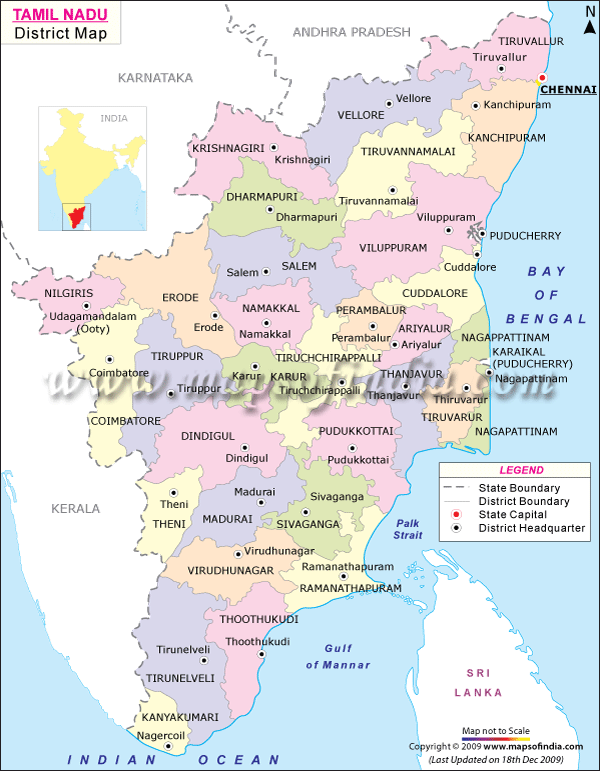 TAMIL NADU
District Map
N
ANDHRA PRADESH
KARNATAKA
INDIA
TIRUVALLUR
Tiruvallur
CHENNAI
Vellore
VELLORE
Kanchipuram
KANCHIPURAM
KRISHNAGIRI
Krishnagiri
TIRUVANNAMALAI
Tiruvannamalai
DHARMAPURI
Dharmapuri
Viluppuram
VILUPPURAM
PUDUCHERRY
Cuddalore
CUDDALORE
Salem
SALEM
BAY
OF
BENGAL
NILGIRIS
Udagamandalam
(Ooty)
ERODE
Erode
NAMAKKAL
Namakkal
PERAMBALUR
Perambalur
ARIYALUR
Ariyalur
NAGAPPATTINAM
KARAIKAL
(PUDUCHERRY)
Nagapattinam
Coimbatore
COIMBATORE
TIRUPPUR
Tiruppur
Karur
KARUR
TIRUCHCHIRAPPALLI
Tiruchchirappalli
THANJAVUR
Thanjavur
Thiruvarur
TIRUVARUR
NAGAPATTINAM
www.mapsofindia.com
DINDIGUL
Dindigul
PUDUKKOTTAI
Pudukkottai
KERALA
Theni
THENI
Madurai
MADURAI
Sivaganga
SIVAGANGA
Palk
Strait
Virudhunagar
VIRUDHUNAGAR
Ramanathapuram
RAMANATHAPURAM
THOOTHUKUDI
Thoothukudi
Tirunelveli
TIRUNELVELI
Gulf
of Mannar
SRI
LANKA
KANYAKUMARI
Nagercoil
INDIAN OCEAN
LEGEND
State Boundary
District Boundary
State Capital
District Headquarter
Map not to Scale
Copyright © 2009 www.mapsofindia.com
(Last Updated on 18th Dec 2009)